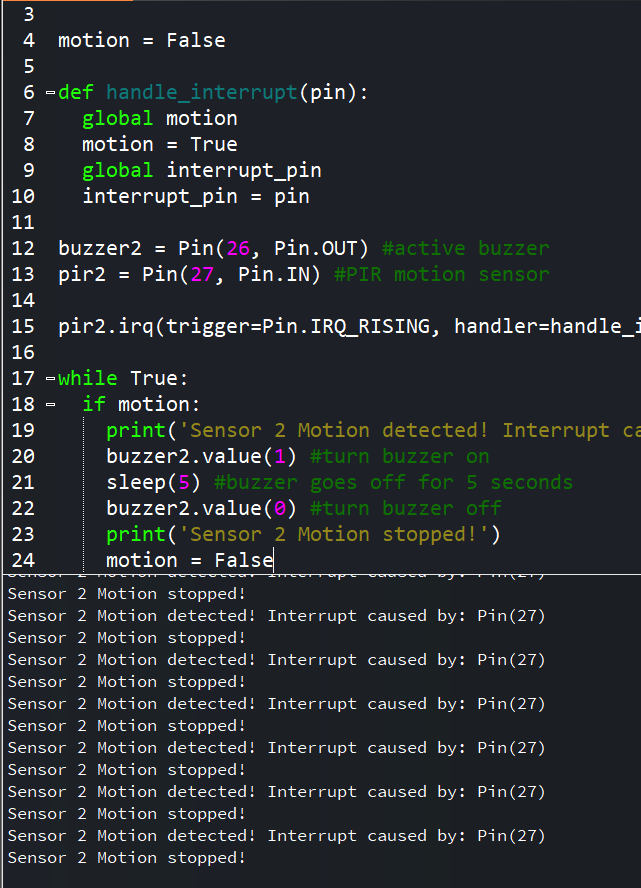 3
4 motion = False
5
6 def handle_interrupt(pin):
7 global motion
8 motion = True
9 global interrupt_pin
10 interrupt_pin = pin
11
12 buzzer2 = Pin(26, Pin.OUT) #active buzzer
13 pir2 = Pin(27, Pin.IN) #PIR motion sensor
14
15 pir2.irq(trigger=Pin.IRQ_RISING, handler=handle_i
16
17 while True:
18 if motion:
19 print('Sensor 2 Motion detected! Interrupt ca
20 buzzer2.value(1) #turn buzzer on
21 sleep(5) #buzzer goes off for 5 seconds
22 buzzer2.value(0) #turn buzzer off
23 print('Sensor 2 Motion stopped!')
24 motion = False
Sensor 2 Motion detected! Interrupt caused by: Pin(27)
Sensor 2 Motion stopped!
Sensor 2 Motion detected! Interrupt caused by: Pin(27)
Sensor 2 Motion stopped!
Sensor 2 Motion detected! Interrupt caused by: Pin(27)
Sensor 2 Motion stopped!
Sensor 2 Motion detected! Interrupt caused by: Pin(27)
Sensor 2 Motion stopped!
Sensor 2 Motion detected! Interrupt caused by: Pin(27)
Sensor 2 Motion stopped!
Sensor 2 Motion detected! Interrupt caused by: Pin(27)
Sensor 2 Motion stopped!
Sensor 2 Motion detected! Interrupt caused by: Pin(27)
Sensor 2 Motion stopped!